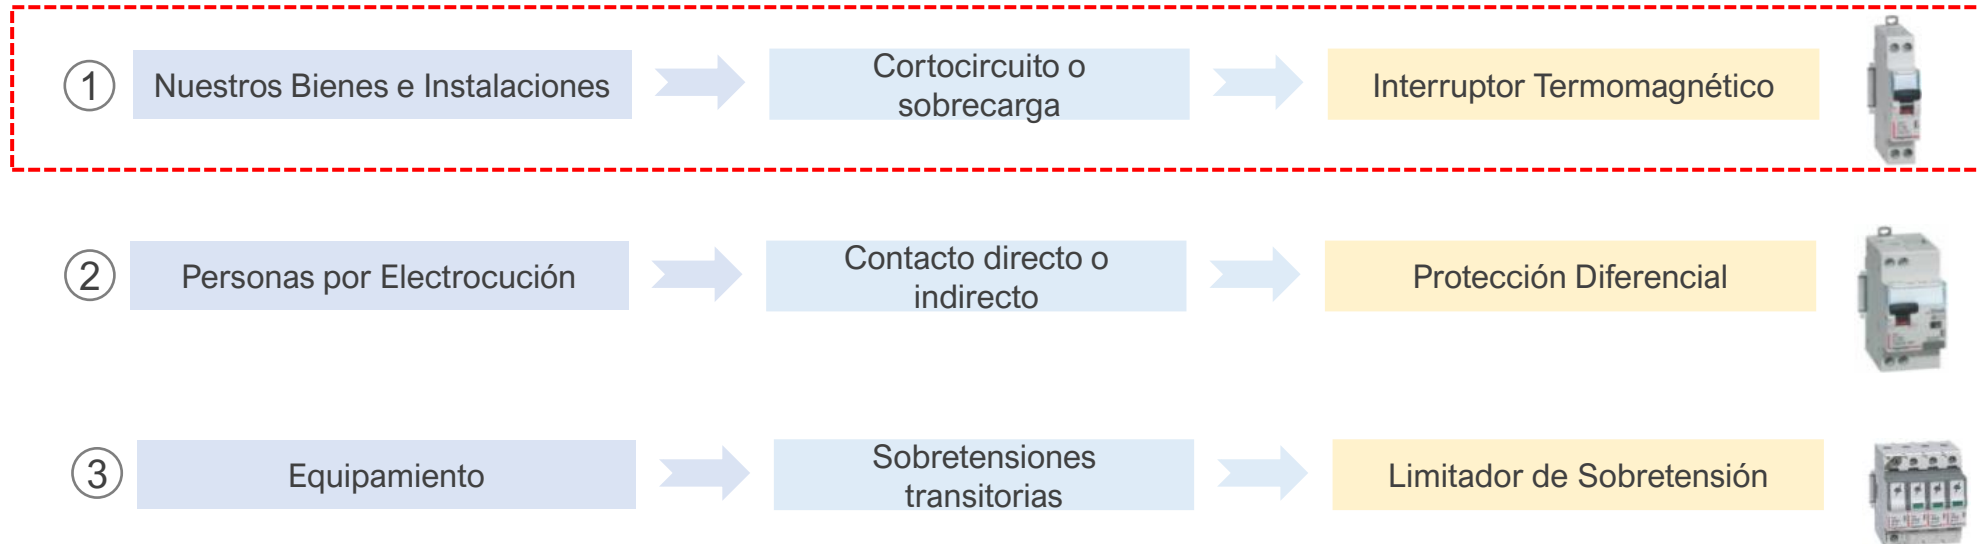 1
Nuestros Bienes e Instalaciones
Cortocircuito o
sobrecarga
Interruptor Termomagnético
2
Personas por Electrocución
Contacto directo o
indirecto
Protección Diferencial
3
Equipamiento
Sobretensiones
transitorias
Limitador de Sobretensión